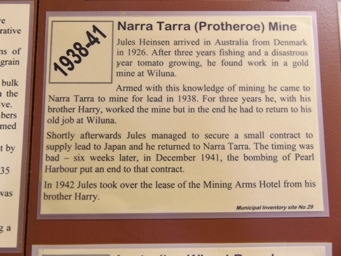 Narra Tarra (Protheroe) Mine
1938-41
Jules Heinsen arrived in Australia from Denmark
in 1926. After three years fishing and a disastrous
year tomato growing, he found work in a gold
mine at Wiluna.
Armed with this knowledge of mining he came to
Narra Tarra to mine for lead in 1938. For three years he, with his
brother Harry, worked the mine but in the end he had to return to his
old job at Wiluna.
Shortly afterwards Jules managed to secure a small contract to
supply lead to Japan and he returned to Narra Tarra. The timing was
bad – six weeks later, in December 1941, the bombing of Pearl
Harbour put an end to that contract.
In 1942 Jules took over the lease of the Mining Arms Hotel from his
brother Harry.
Municipal Inventory site No.29